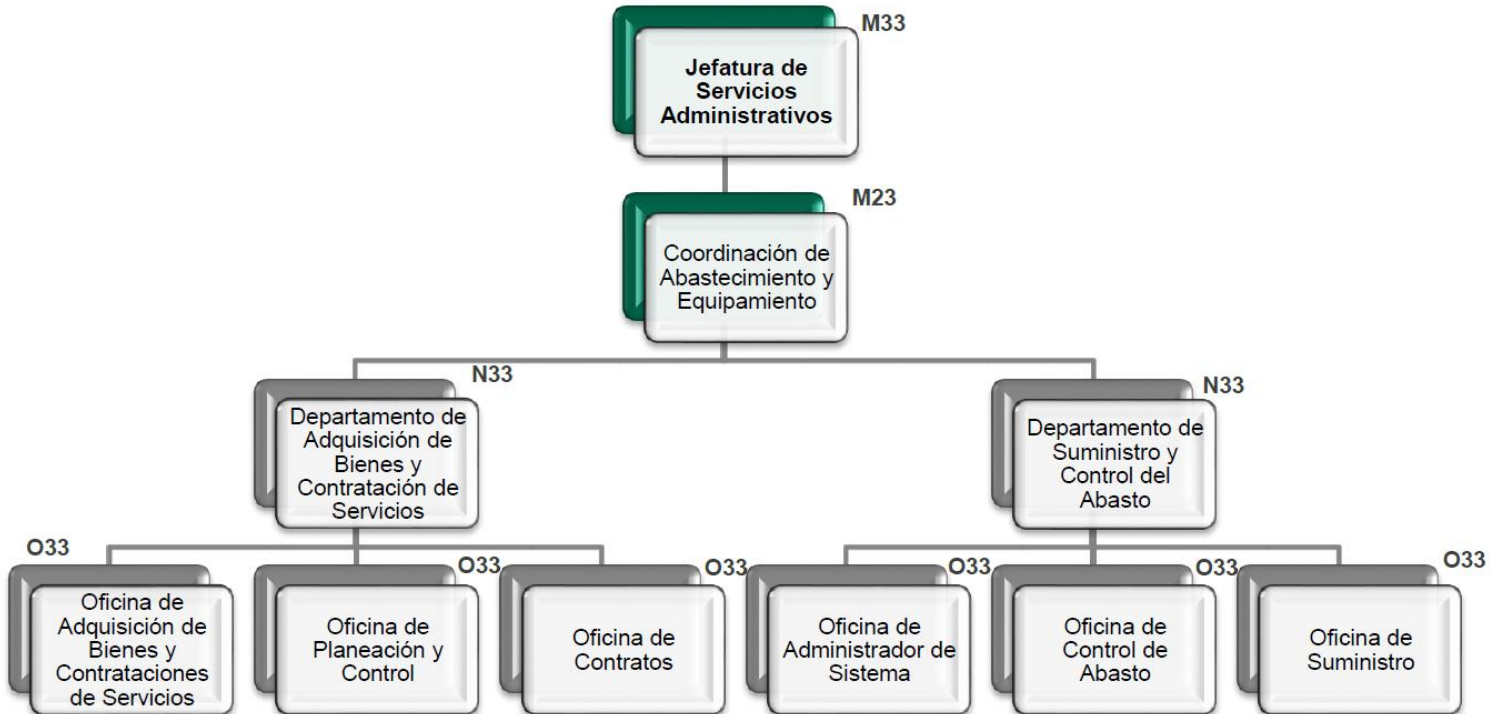 M33
Jefatura de
Servicios
Administrativos
M23
Coordinación de
Abastecimiento y
Equipamiento
N33
Departamento de
Adquisición de
Bienes y
Contratación de
Servicios
N33
Departamento de
Suministro y
Control del
Abasto
O33
Oficina de
Adquisición de
Bienes y
Contrataciones
de Servicios
O33
Oficina de
Planeación y
Control
O33
Oficina de
Contratos
O33
Oficina de
Administrador de
Sistema
O33
Oficina de
Control de
Abasto
O33
Oficina de
Suministro